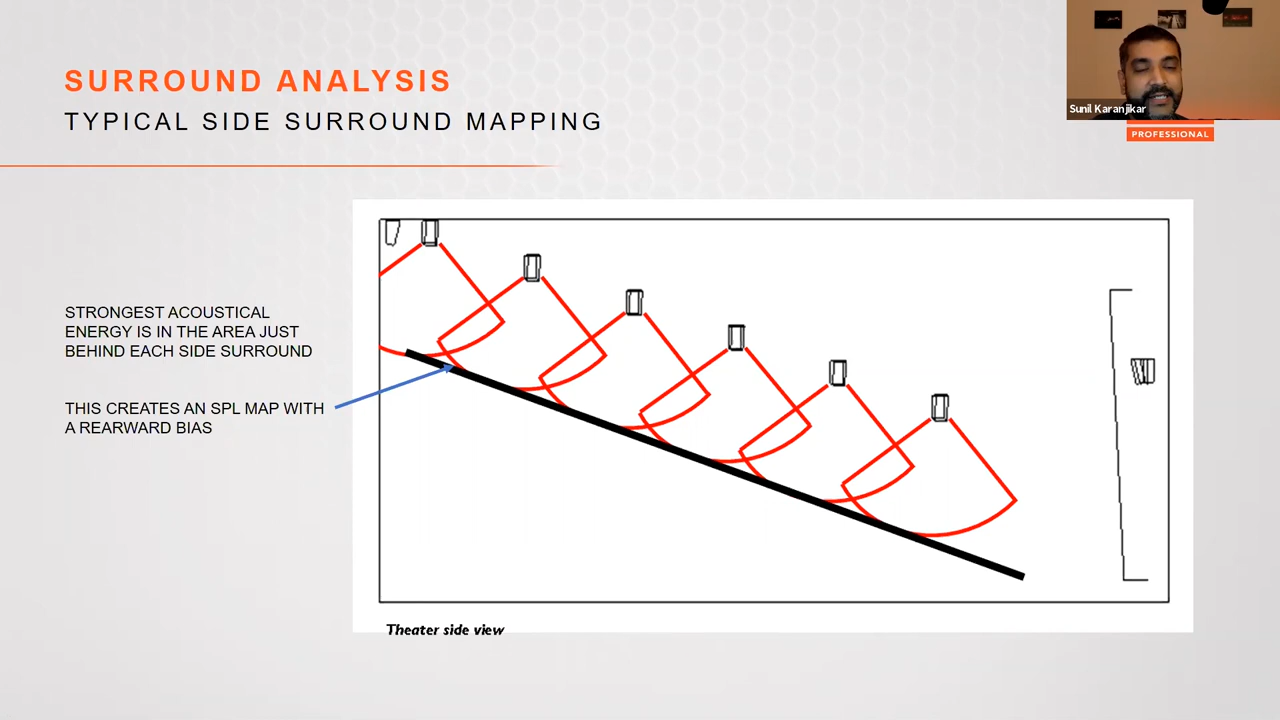 SURROUND ANALYSIS
TYPICAL SIDE SURROUND MAPPING
Sunil Karanjikar
PROFESSIONAL
STRONGEST ACOUSTICAL
ENERGY IS IN THE AREA JUST
BEHIND EACH SIDE SURROUND
THIS CREATES AN SPL MAP WITH
A REARWARD BIAS
Theater side view